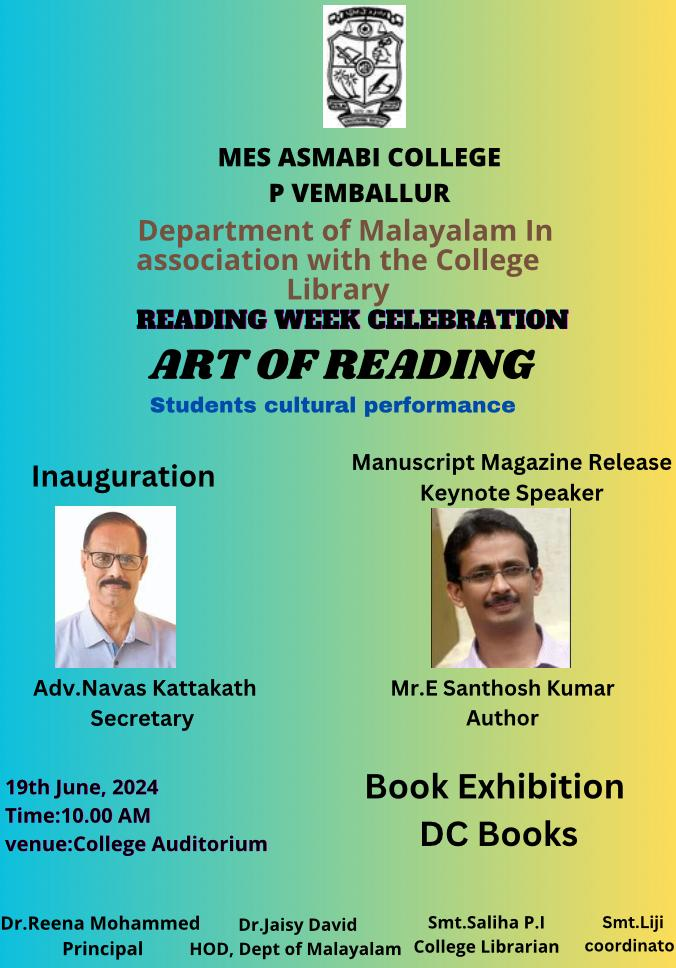 MES ASMABI COLLEGE
P VEMBALLUR
Department of Malayalam In
association with the College
Library
READING WEEK CELEBRATION
ART OF READING
Students cultural performance
Inauguration
Manuscript Magazine Release
Keynote Speaker
Adv.Navas Kattakath
Secretary
Mr.E Santhosh Kumar
Author
19th June, 2024
Time:10.00 AM
venue:College Auditorium
Book Exhibition
DC Books
Dr.Reena Mohammed
Principal
Dr.Jaisy David
HOD, Dept of Malayalam
Smt.Saliha P.I
College Librarian
Smt.Liji
coordinato